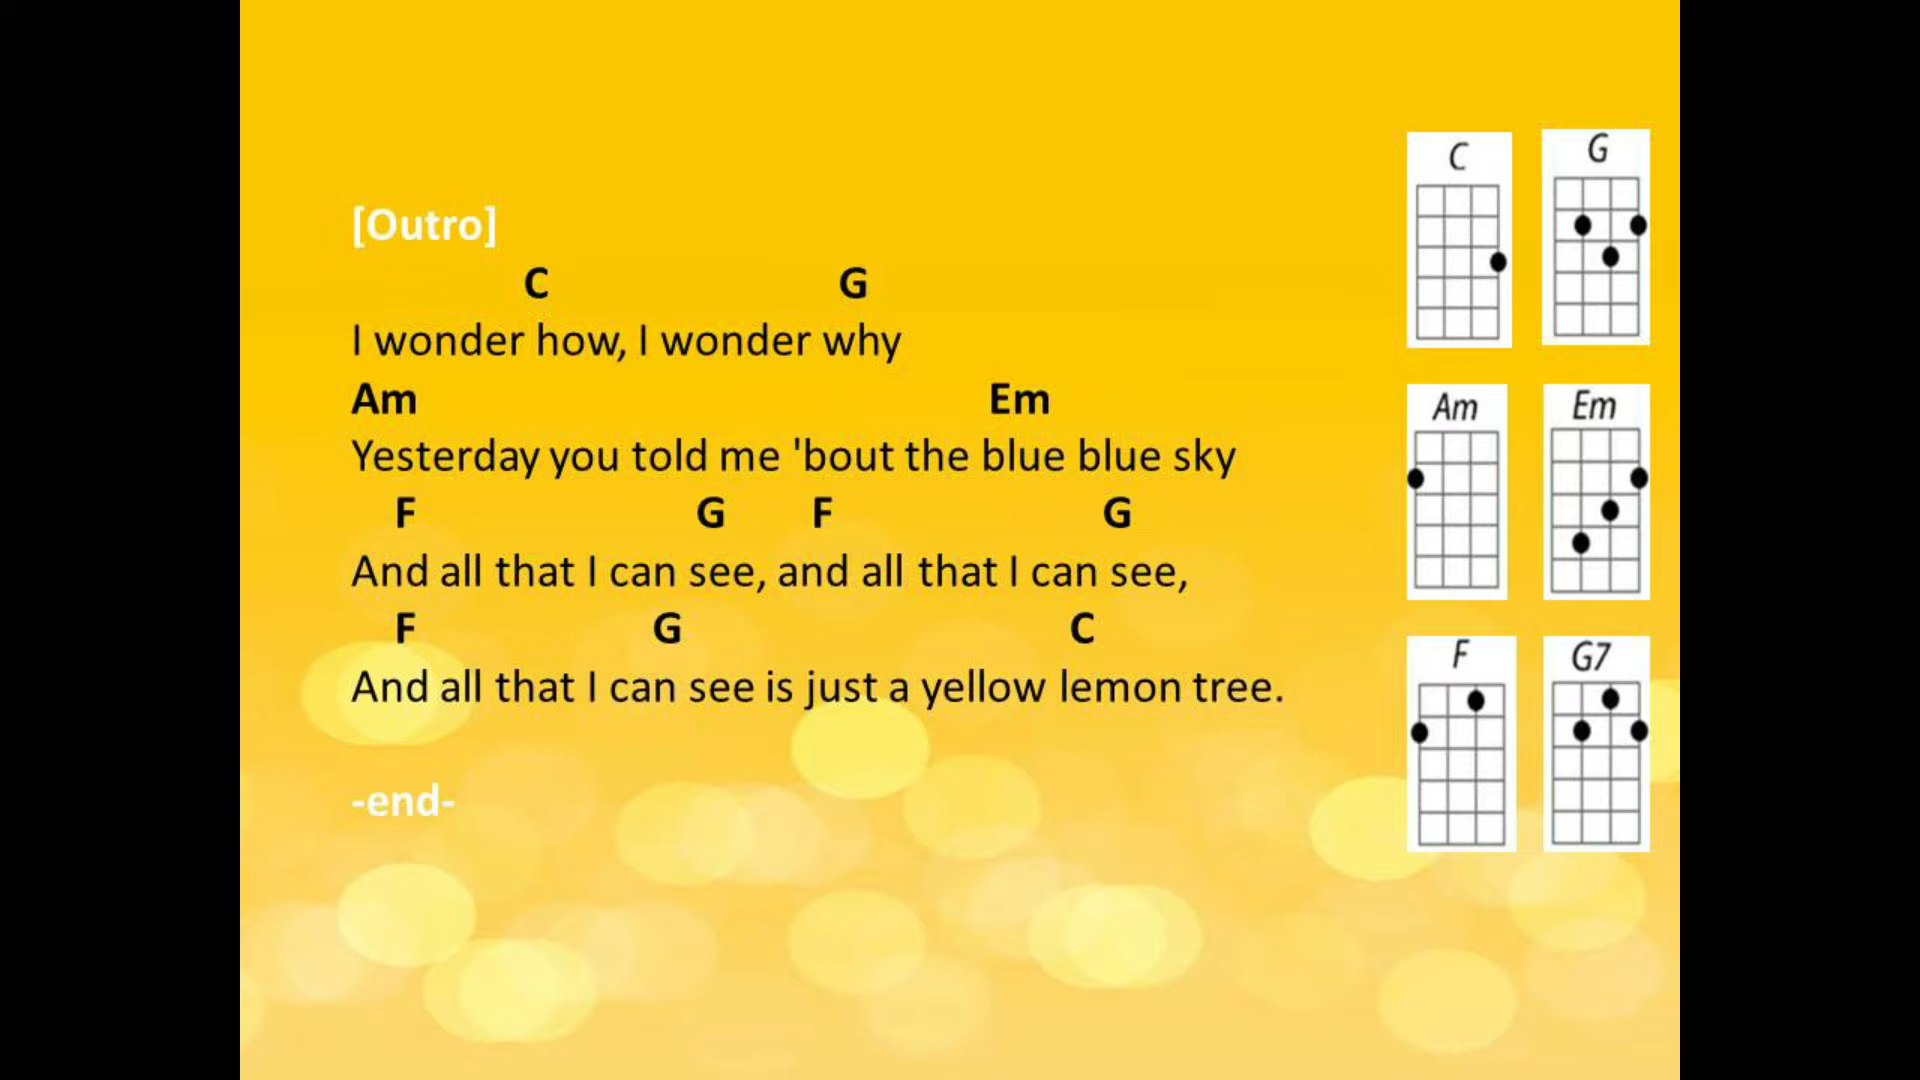 [Outro]
C G
I wonder how, I wonder why
Am Em
Yesterday you told me 'bout the blue blue sky
F G F G
And all that I can see, and all that I can see,
F G C
And all that I can see is just a yellow lemon tree.
-end-
C G
Am Em
F G7